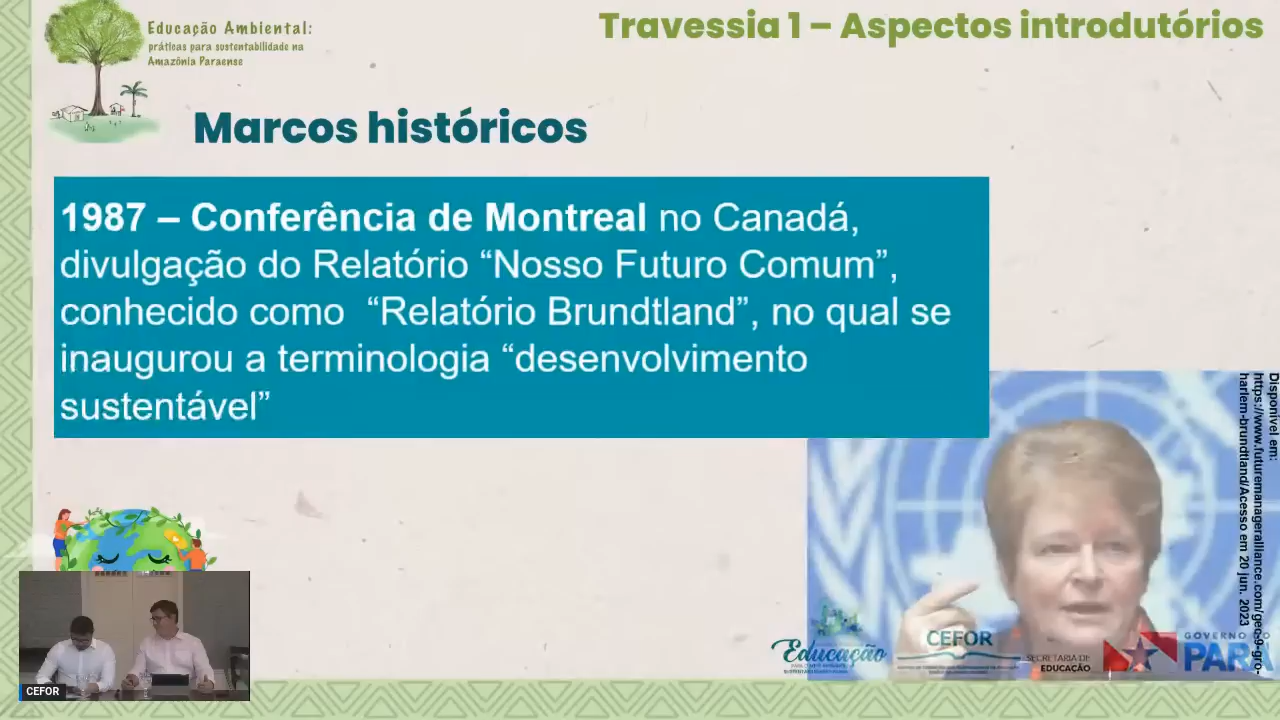 Educação Ambiental:
práticas para sustentabilidade na
Amazônia Paraense
Travessia 1 – Aspectos introdutórios
Marcos históricos
1987 – Conferência de Montreal no Canadá,
divulgação do Relatório “Nosso Futuro Comum”,
conhecido como “Relatório Brundtland”, no qual se
inaugurou a terminologia “desenvolvimento
sustentável”
Disponível em:
https://www.futuremanageralliance.com/geo-9-gro-
harlem-brundtland/Acesso em 20 jun. 2023
Educação
CEFOR
SECRETARIA DE
EDUCAÇÃO
GOVERNO DO
PARÁ
CEFOR